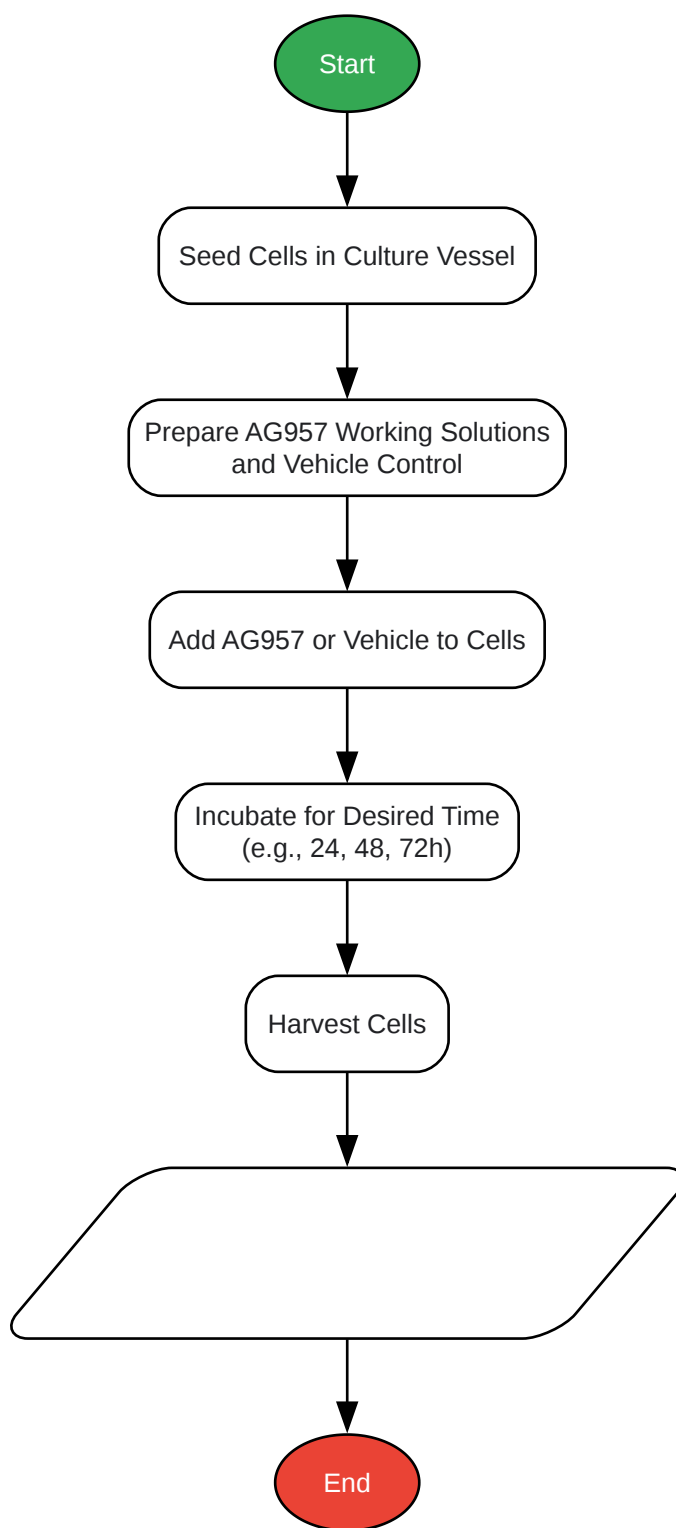 Start
Seed Cells in Culture Vessel
Prepare AG957 Working Solutions
and Vehicle Control
Add AG957 or Vehicle to Cells
Incubate for Desired Time
(e.g., 24, 48, 72h)
Harvest Cells
End